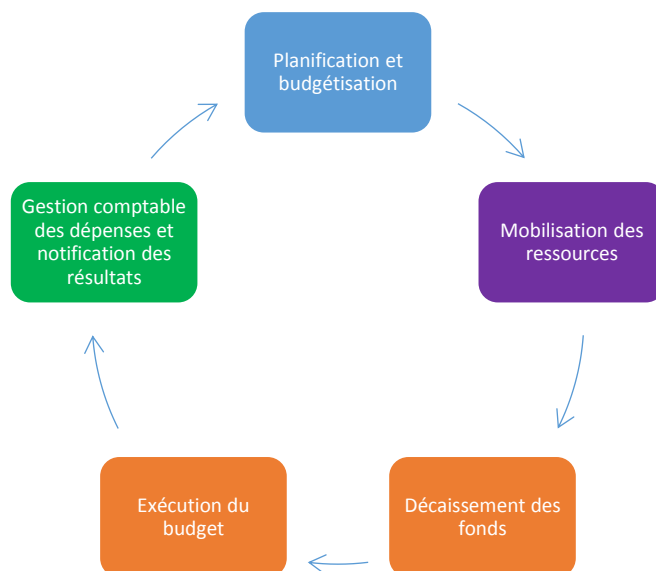 Planification et
budgétisation
Mobilisation des
ressources
Décaissement des
fonds
Exécution du
budget
Gestion comptable
des dépenses et
notification des
résultats